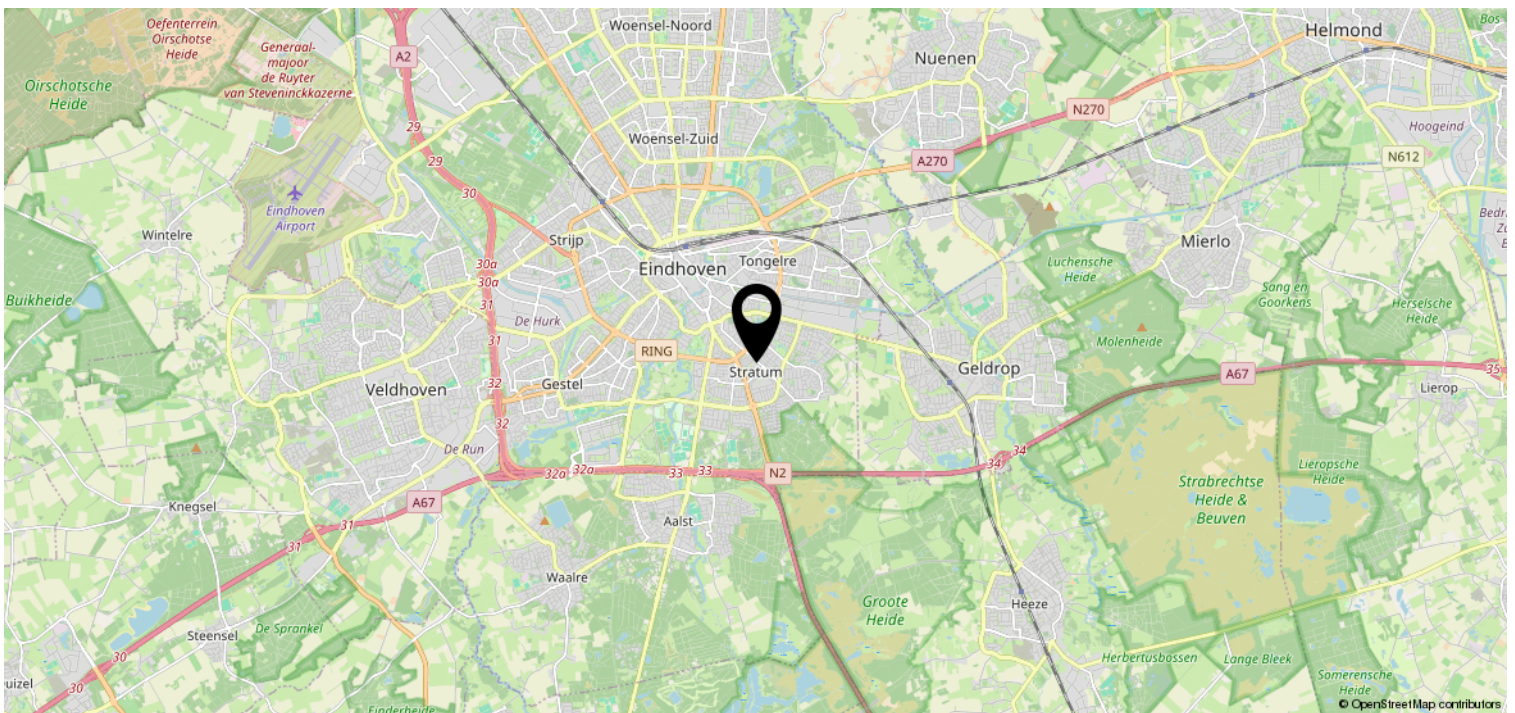 Oefenterrein
Oirschotse
Heide
Woensel-Noord
Helmond
Bos
A2
Generaal-
majoor
de Ruyter
van Steveninckkazerne
Nuenen
Oirschotsche
Heide
N270
29
Woensel-Zuid
Hoogeind
29
A270
N612
30
Eindhoven
Airport
Wintelre
Strijp
Mierlo
30a
Eindhoven
Tongelre
Luchensche
Heide
30a
Buikheide
31
Sang en
Goorkens
Herselsche
Heide
De Hurk
31
Molenheide
RING
Stratum
Geldrop
A67
35
32
Gestel
Veldhoven
Lierop
32
De Run
34
34
32a
32a
33
33
N2
Lieropsche
Heide
Strabrechtse
Heide &
Beuven
A67
Knegsel
31
Aalst
31
Waalre
Groote
Heide
Heeze
De Sprankel
Steensel
30
Herbertusbossen
Lange Bleek
Somerensche
Heide
uizel
30
Einderheide
© OpenStreetMap contributors